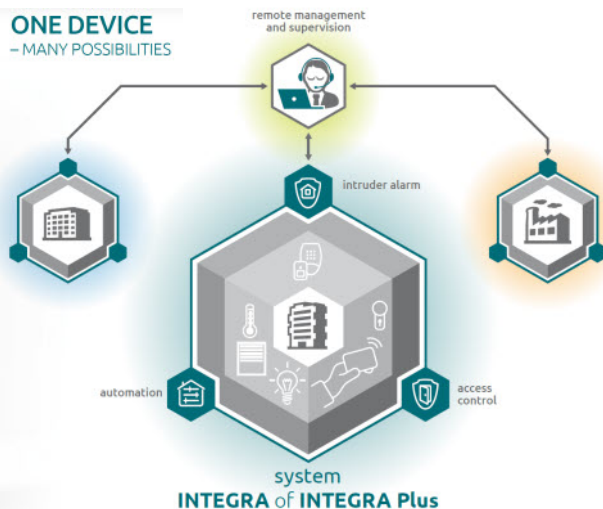 ONE DEVICE
– MANY POSSIBILITIES
remote management
and supervision
intruder alarm
automation
access
control
system
INTEGRA of INTEGRA Plus